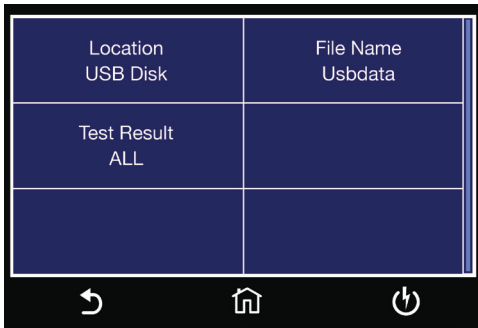 Location
USB Disk
File Name
Usbdata
Test Result
ALL